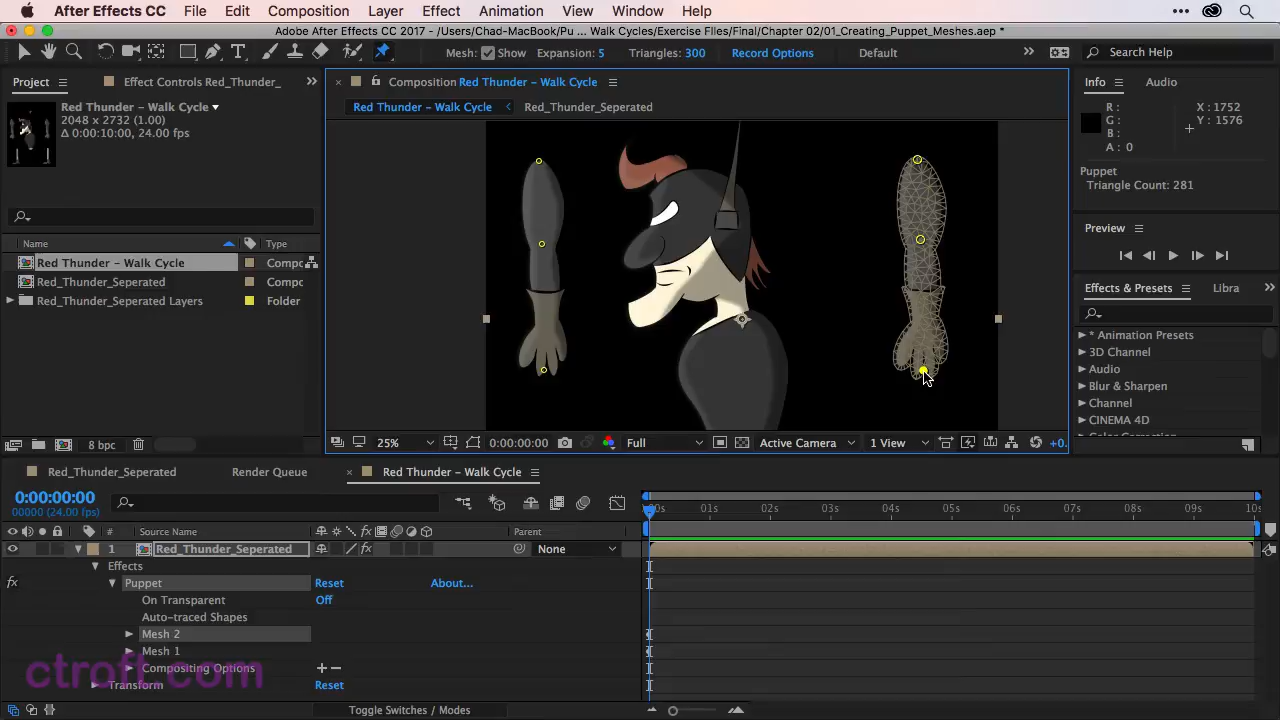 After Effects CC File Edit Composition Layer Effect Animation View Window Help
Adobe After Effects CC 2017 - /Users/Chad-MacBook/Pu ... Walk Cycles/Exercise FIles/Final/Chapter 02/01_Creating_Puppet_Meshes.aep *
Mesh: Show Expansion: 5 Triangles: 300 Record Options Default Search Help
Project Effect Controls Red_Thunder_ Composition Red Thunder – Walk Cycle Info Audio
Red Thunder – Walk Cycle
2048 x 2732 (1.00)
Δ 0:00:10:00, 24.00 fps
Red Thunder – Walk Cycle Red_Thunder_Seperated
R: X: 1752
G: Y: 1576
B:
A: 0
Puppet
Triangle Count: 281
Preview
Name Type
Red Thunder – Walk Cycle Compo
Red_Thunder_Seperated Compo
Red_Thunder_Seperated Layers Folder
Effects & Presets Libra
* Animation Presets
3D Channel
Audio
Blur & Sharpen
Channel
CINEMA 4D
8 bpc 25% 0:00:00:00 Full Active Camera 1 View +0.
Red_Thunder_Seperated Render Queue Red Thunder – Walk Cycle
0:00:00:00
00000 (24.00 fps)
01s 02s 03s 04s 05s 06s 07s 08s 09s 10s
# Source Name Parent
1 Red_Thunder_Seperated None
Effects
fx Puppet Reset About...
On Transparent Off
Auto-traced Shapes
Mesh 2
Mesh 1
Compositing Options
Transform Reset
ctroft.com
Toggle Switches / Modes